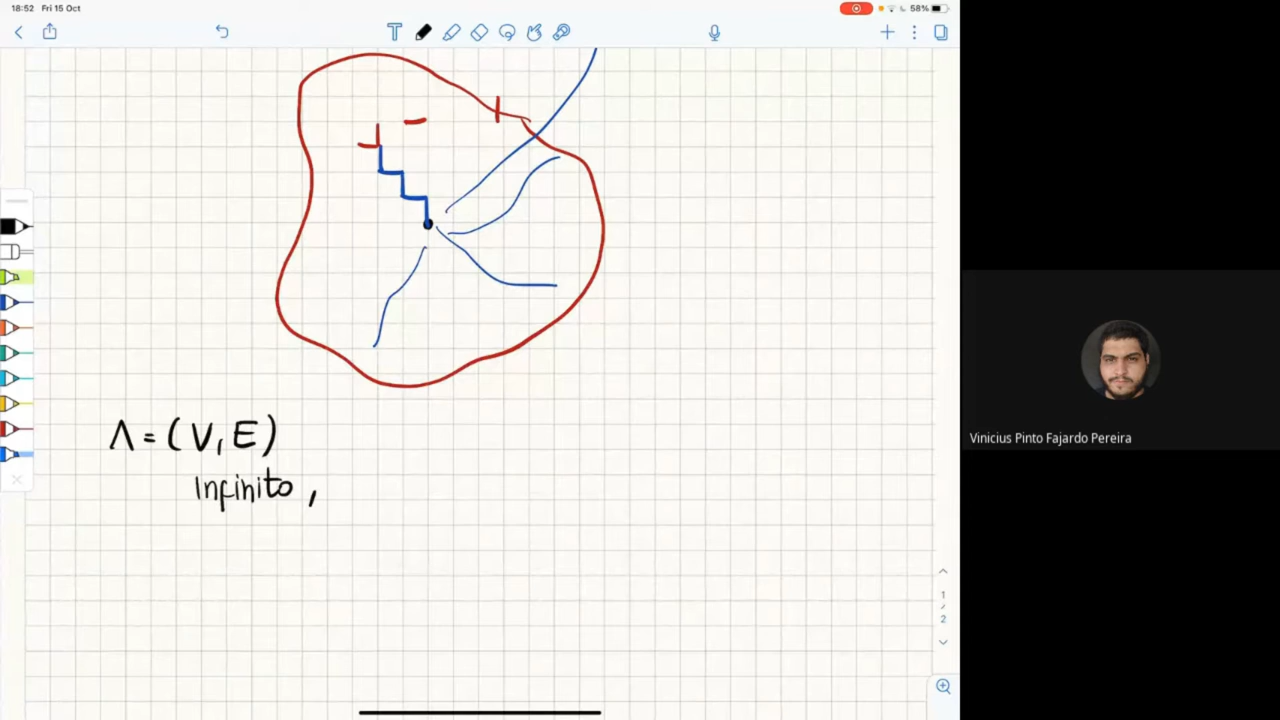 18:52 Fri 15 Oct
58%
Λ = (V, E)
Infinito,
1
/
2
Vinicius Pinto Fajardo Pereira